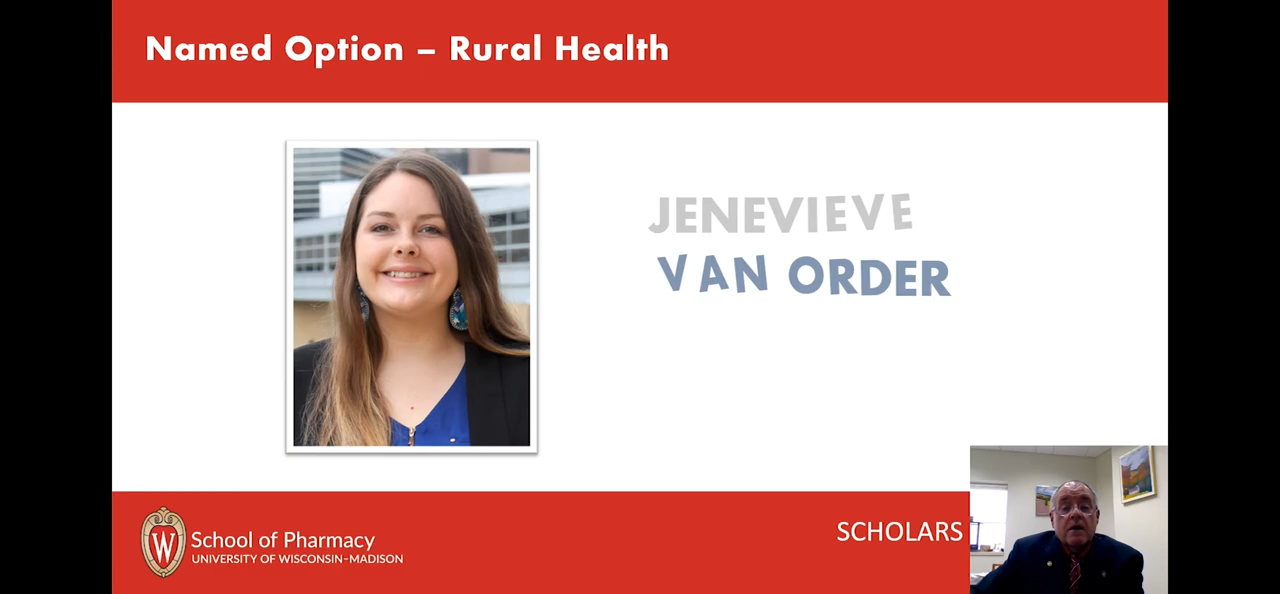 Named Option – Rural Health
JENEVIEVE
VAN ORDER
SCHOLARS
W
School of Pharmacy
UNIVERSITY OF WISCONSIN–MADISON